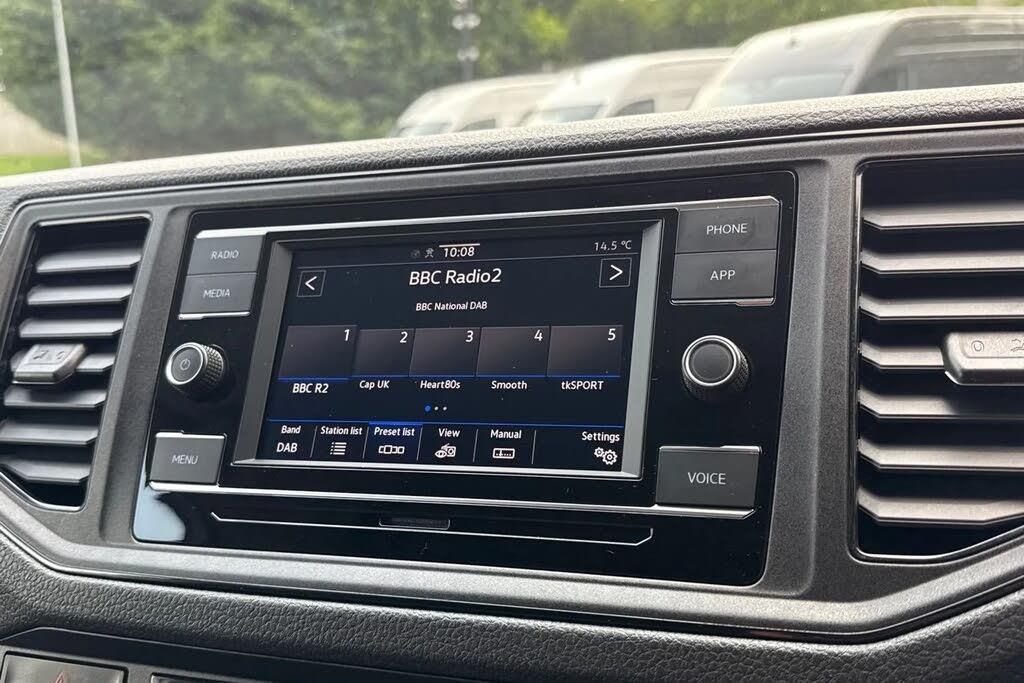 RADIO
MEDIA
MENU
10:08
14.5 °C
<
BBC Radio2
>
BBC National DAB
1
2
3
4
5
BBC R2
Cap UK
Heart80s
Smooth
tkSPORT
Band
Station list
Preset list
View
Manual
Settings
DAB
PHONE
APP
VOICE
0